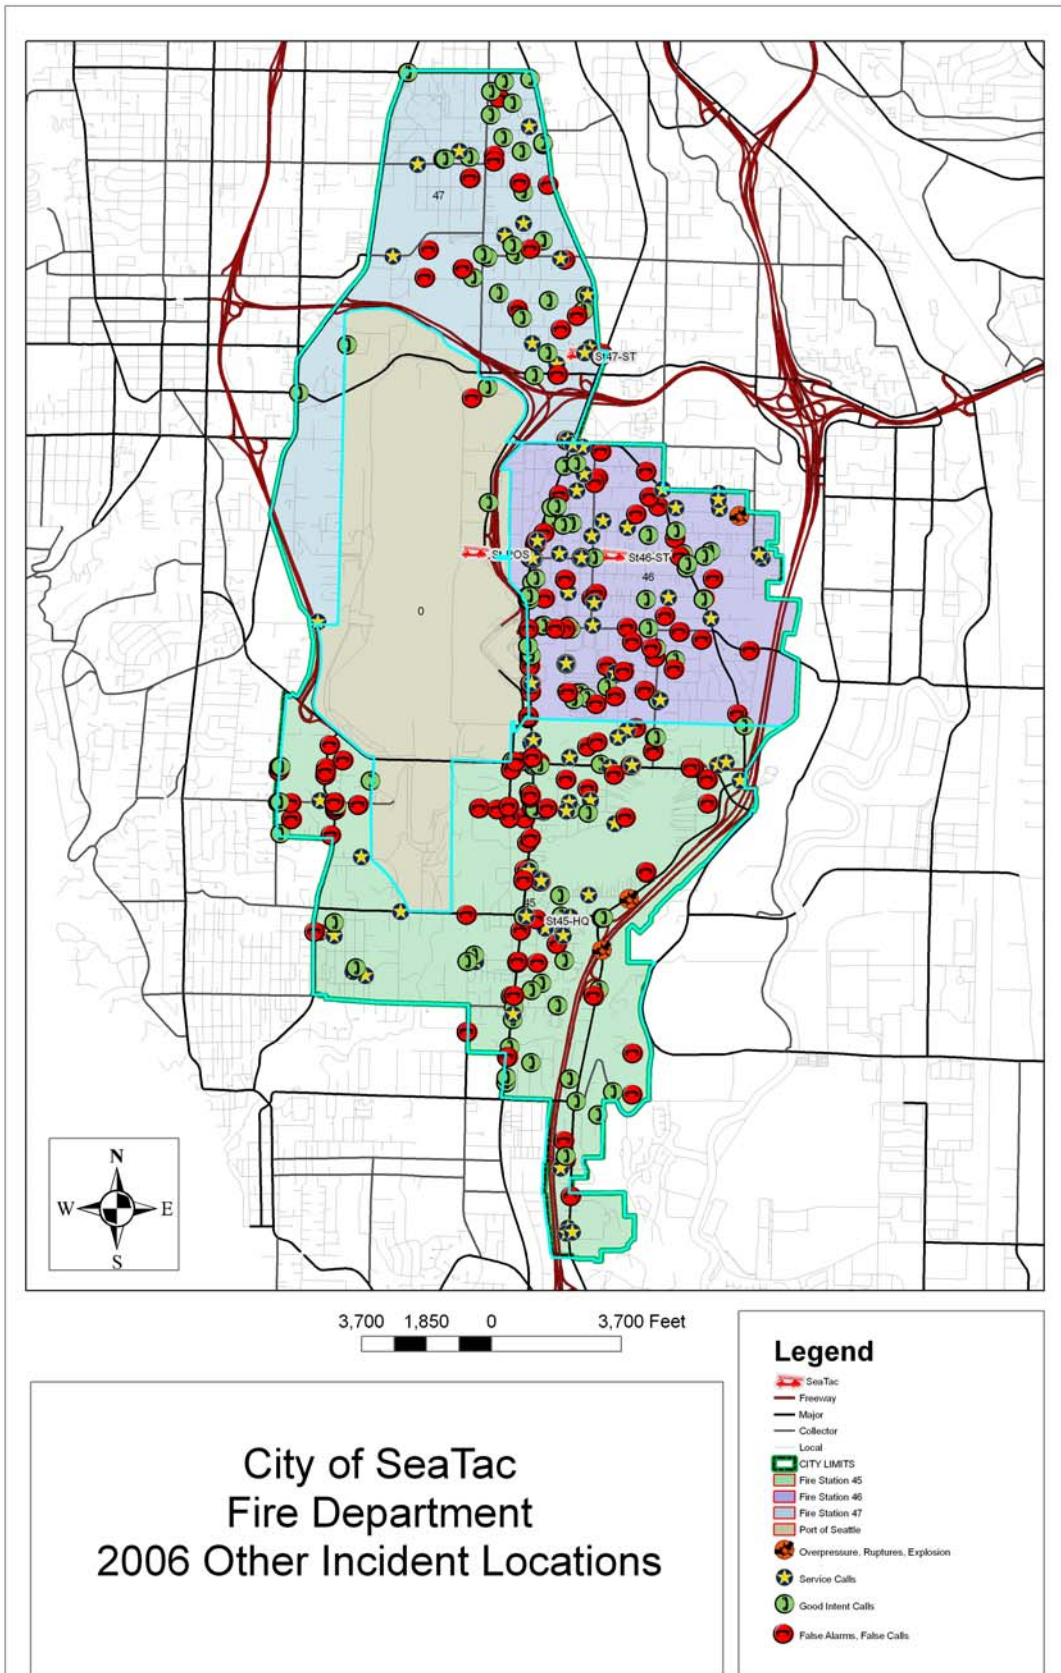 47
St47-ST
St-POS
St46-ST
46
0
45
St45-HQ
N
W
E
S
3,700 1,850 0 3,700 Feet
Legend
SeaTac
Freeway
Major
Collector
Local
CITY LIMITS
Fire Station 45
Fire Station 46
Fire Station 47
Port of Seattle
Overpressure, Ruptures, Explosion
Service Calls
Good Intent Calls
False Alarms, False Calls
City of SeaTac
Fire Department
2006 Other Incident Locations